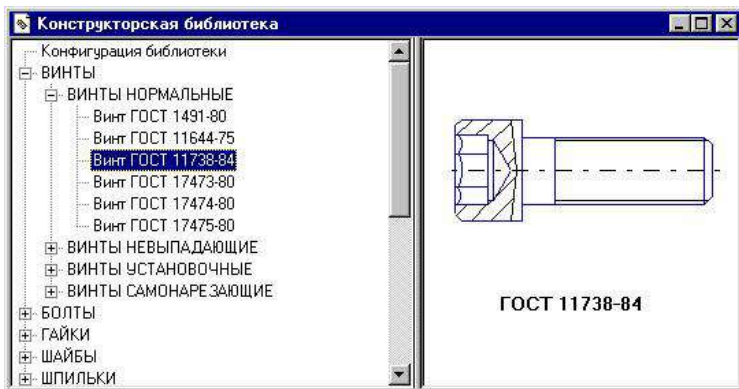 Конструкторская библиотека
Конфигурация библиотеки
ВИНТЫ
ВИНТЫ НОРМАЛЬНЫЕ
Винт ГОСТ 1491-80
Винт ГОСТ 11644-75
Винт ГОСТ 11738-84
Винт ГОСТ 17473-80
Винт ГОСТ 17474-80
Винт ГОСТ 17475-80
ВИНТЫ НЕВЫПАДАЮЩИЕ
ВИНТЫ УСТАНОВОЧНЫЕ
ВИНТЫ САМОНАРЕЗАЮЩИЕ
БОЛТЫ
ГАЙКИ
ШАЙБЫ
ШПИЛЬКИ
ГОСТ 11738-84